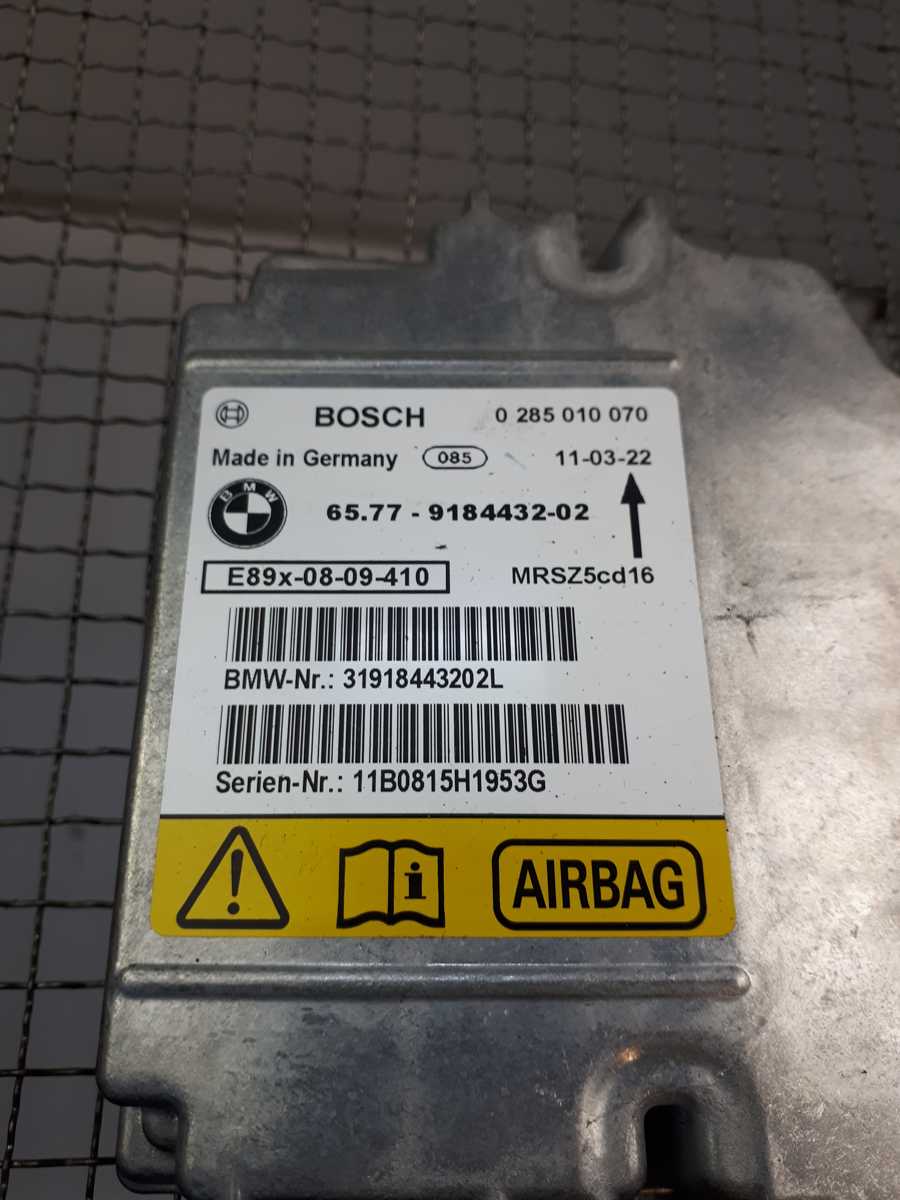 BOSCH 0 285 010 070
Made in Germany 085 11-03-22
BMW 65.77 - 9184432-02
E89x-08-09-410 MRSZ5cd16
BMW-Nr.: 31918443202L
Serien-Nr.: 11B0815H1953G
! i AIRBAG